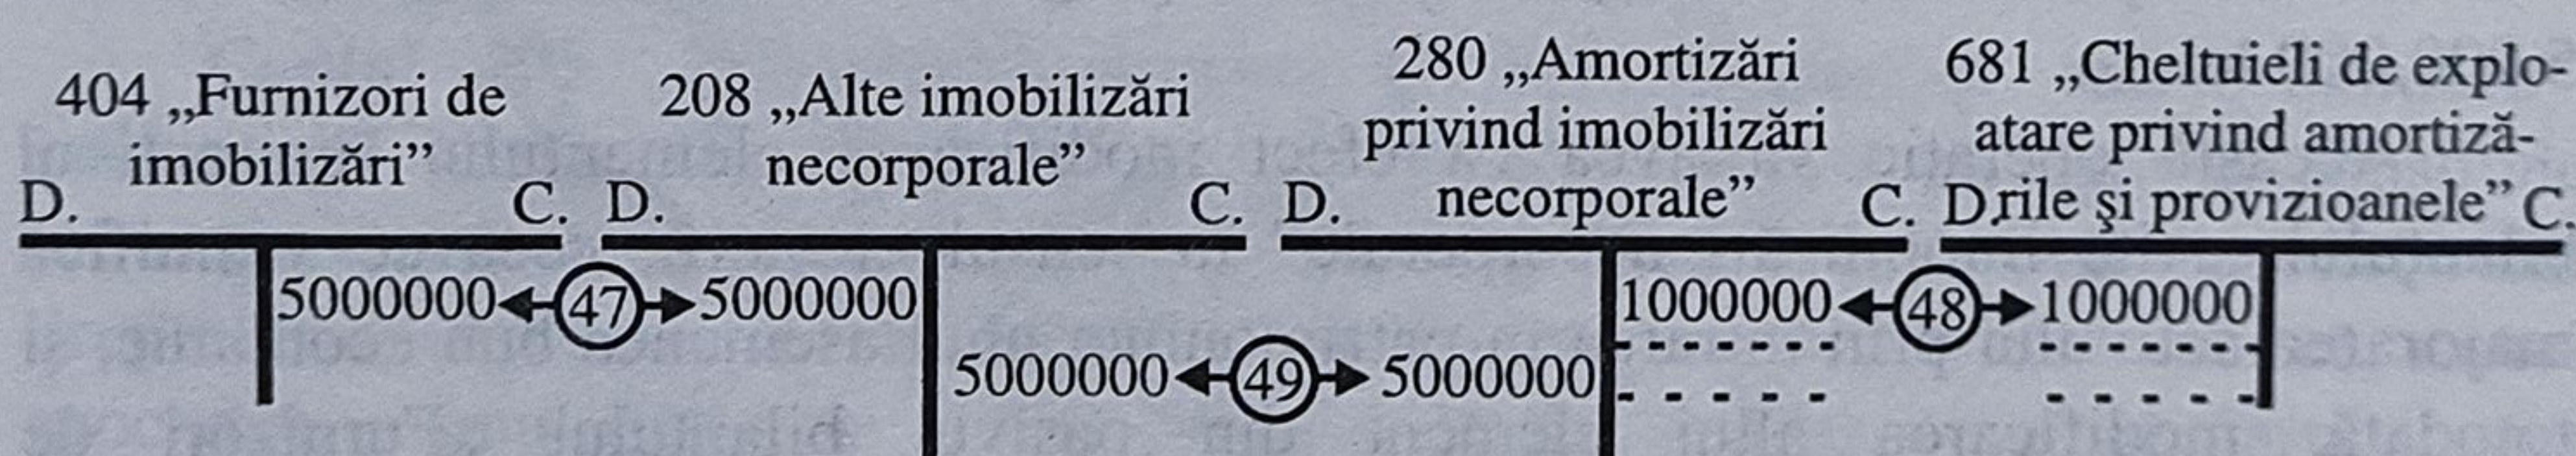 404 „Furnizori de
imobilizări”
D. C.
208 „Alte imobilizări
necorporale”
D. C.
280 „Amortizări
privind imobilizări
necorporale”
D. C.
681 „Cheltuieli de explo-
atare privind amortiză-
D. rile şi provizioanele” C.
5000000 47 5000000
1000000 48 1000000
5000000 49 5000000